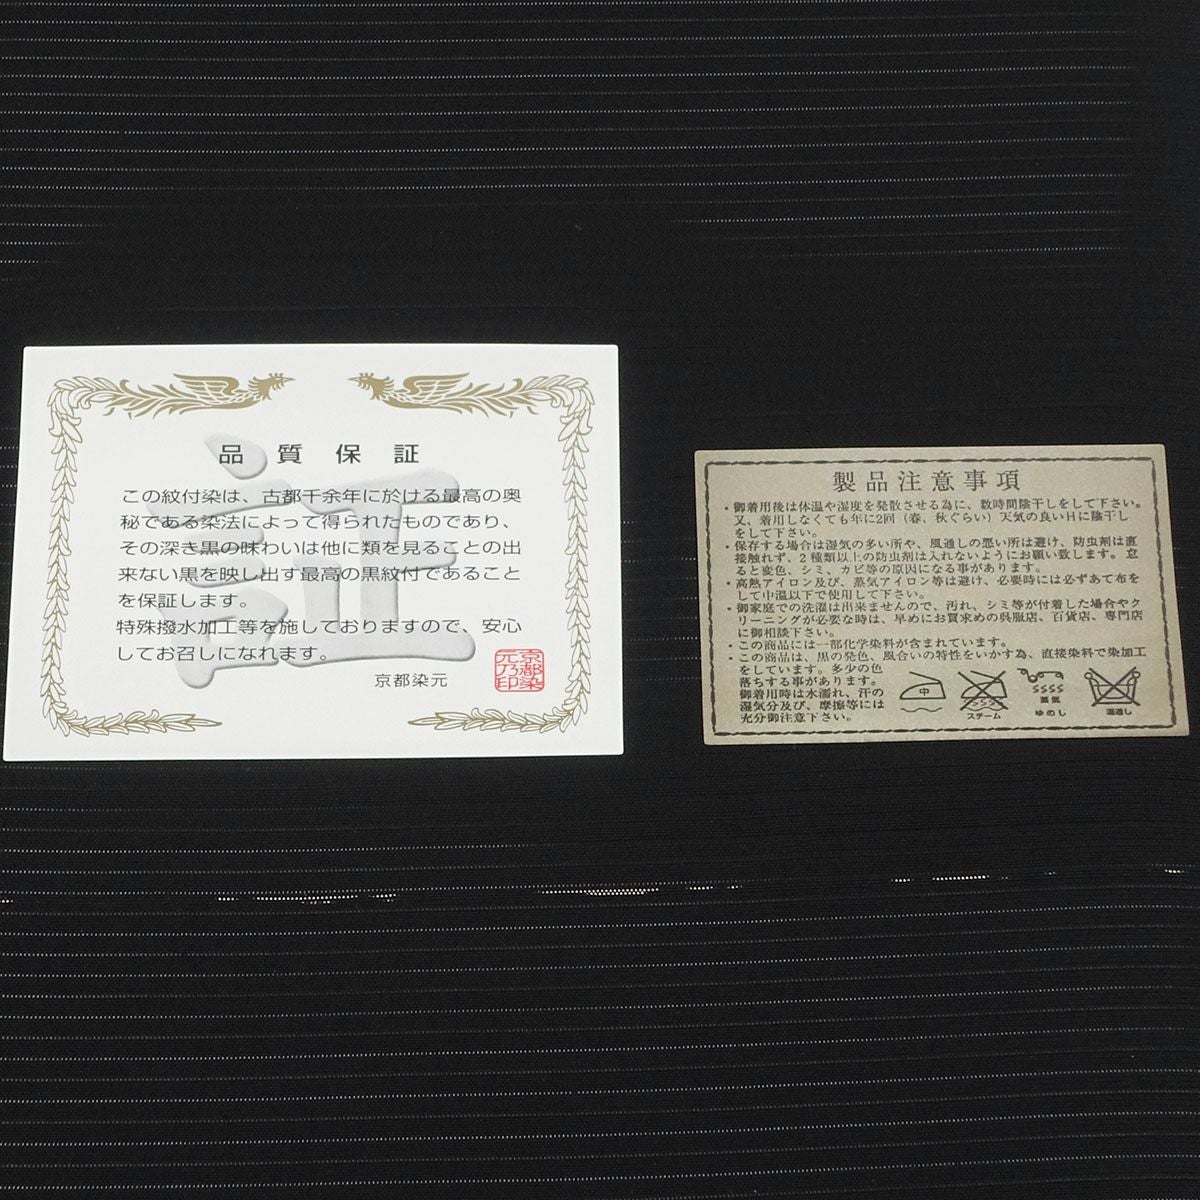 品質保証
この紋付染は、古都千余年に於ける最高の奥
秘である染法によって得られたものであり、
その深き黒の味わいは他に類を見ることの出
来ない黒を映し出す最高の黒紋付であること
を保証します。
特殊撥水加工等を施しておりますので、安心
してお召しになれます。
京都染元
京都染
元乃印
証
製品注意事項
・御着用後は体温や湿度を発散させる為に、数時間陰干しをして下さい。
又、着用しなくても年に2回（春、秋ぐらい）天気の良い日に陰干し
をして下さい。
・保存する場合は湿気の多い所や、風通しの悪い所は避け、防虫剤は直
接触れず、2種類以上の防虫剤は入れないようにお願い致します。怠
ると変色、シミ、カビ等の原因になる事があります。
・高熱アイロン及び、蒸気アイロン等は避け、必要時には必ずあて布を
して中温以下で使用して下さい。
・御家庭での洗濯は出来ませんので、汚れ、シミ等が付着した場合やク
リーニングが必要な時は、早めにお買求めの呉服店、百貨店、専門店
に御相談下さい。
・この商品には一部化学染料が含まれています。
・この商品は、黒の発色、風合いの特性をいかす為、直接染料で染加工
をしています。多少の色
落ちする事があります。
御着用時は水濡れ、汗の
湿気分及び、摩擦等には
充分御注意下さい。
中
スチーム
蒸気
ゆのし
湯通し